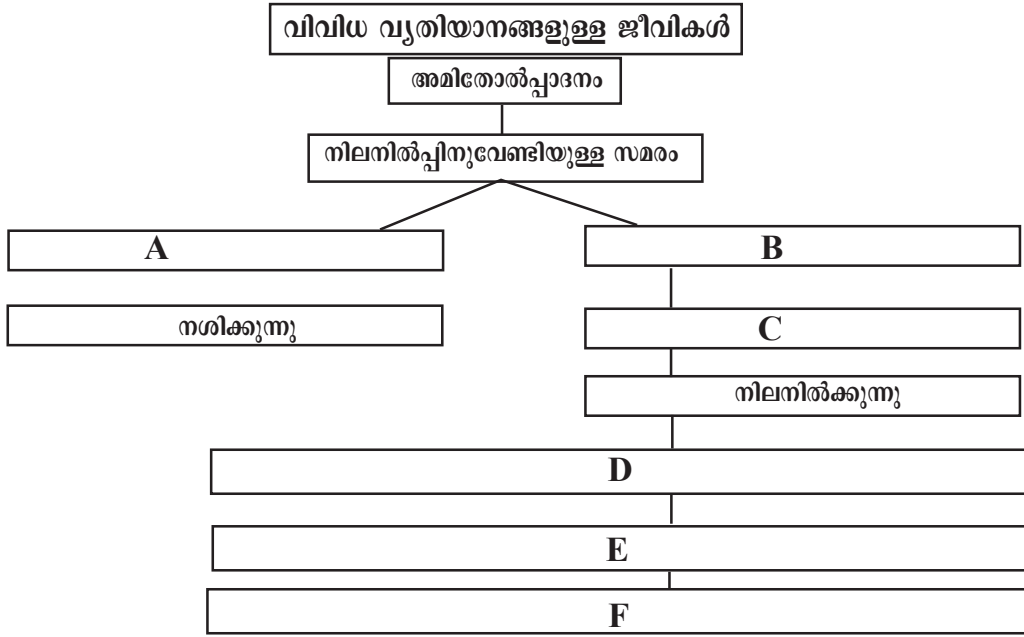 വിവിധ വ്യതിയാനങ്ങളുള്ള ജീവികൾ
അമിതോൽപ്പാദനം
നിലനിൽപ്പിനുവേണ്ടിയുള്ള സമരം
A
B
നശിക്കുന്നു
C
നിലനിൽക്കുന്നു
D
E
F